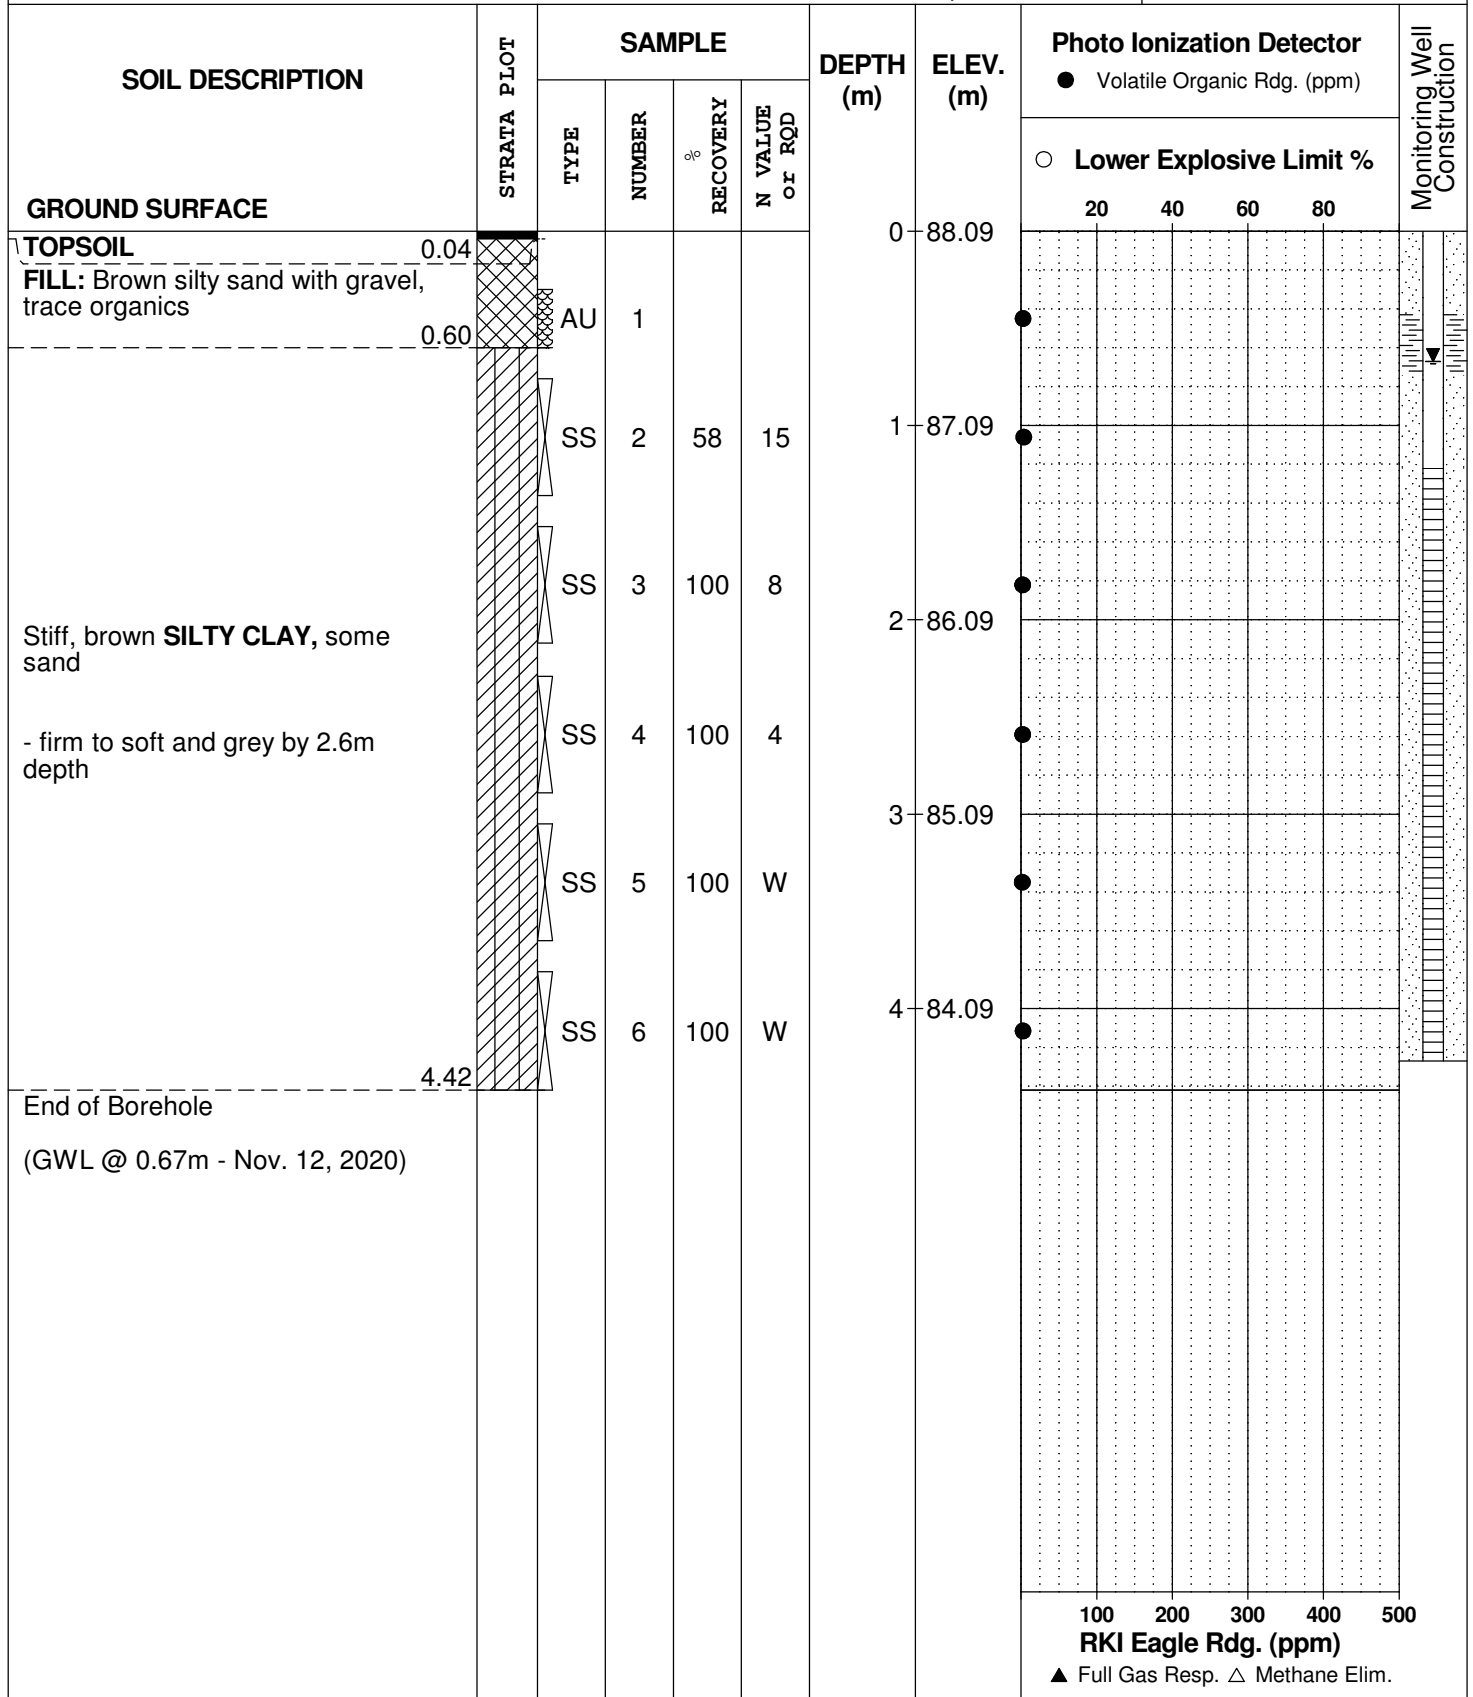 SOIL DESCRIPTION
GROUND SURFACE
STRATA PLOT
SAMPLE
TYPE
NUMBER
%
RECOVERY
N VALUE
or RQD
DEPTH
(m)
ELEV.
(m)
Photo Ionization Detector
● Volatile Organic Rdg. (ppm)
○ Lower Explosive Limit %
20 40 60 80
Monitoring Well
Construction
0 88.09
TOPSOIL 0.04
FILL: Brown silty sand with gravel,
trace organics
0.60
AU 1
SS 2 58 15
1 87.09
SS 3 100 8
2 86.09
Stiff, brown SILTY CLAY, some
sand
- firm to soft and grey by 2.6m
depth
SS 4 100 4
3 85.09
SS 5 100 W
4 84.09
SS 6 100 W
4.42
End of Borehole
(GWL @ 0.67m - Nov. 12, 2020)
100 200 300 400 500
RKI Eagle Rdg. (ppm)
▲ Full Gas Resp. △ Methane Elim.